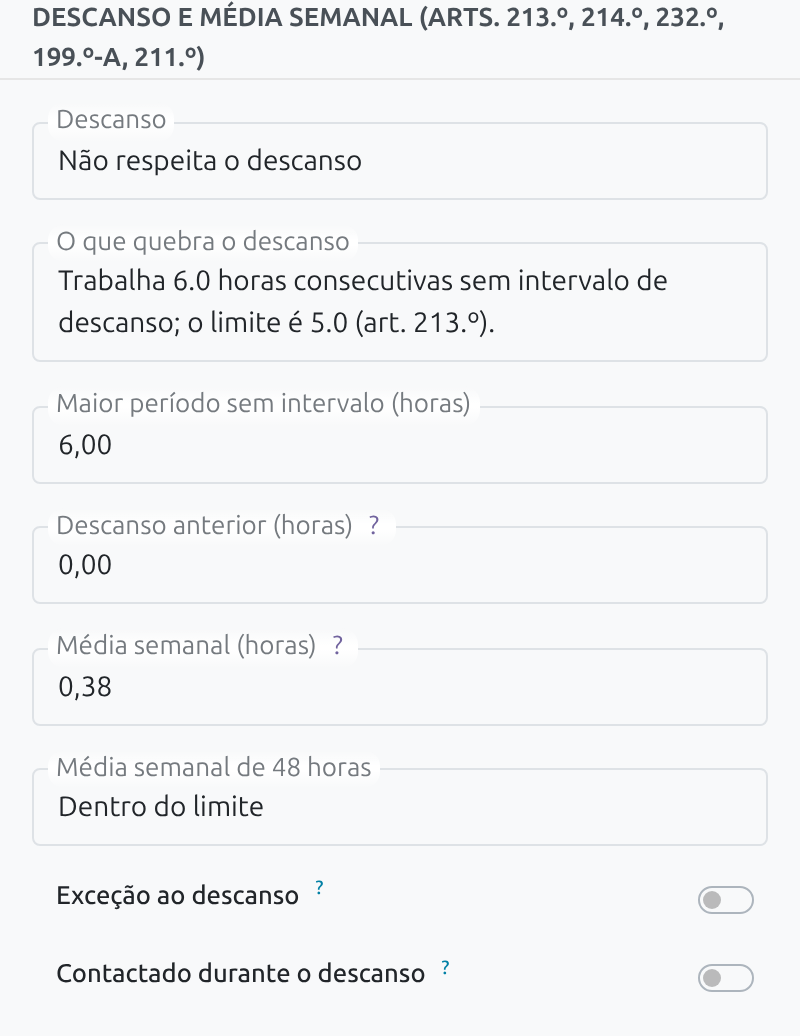 DESCANSO E MÉDIA SEMANAL (ARTS. 213.º, 214.º, 232.º,
199.º-A, 211.º)
Descanso
Não respeita o descanso
O que quebra o descanso
Trabalha 6.0 horas consecutivas sem intervalo de
descanso; o limite é 5.0 (art. 213.º).
Maior período sem intervalo (horas)
6,00
Descanso anterior (horas) ?
0,00
Média semanal (horas) ?
0,38
Média semanal de 48 horas
Dentro do limite
Exceção ao descanso ?
Contactado durante o descanso ?